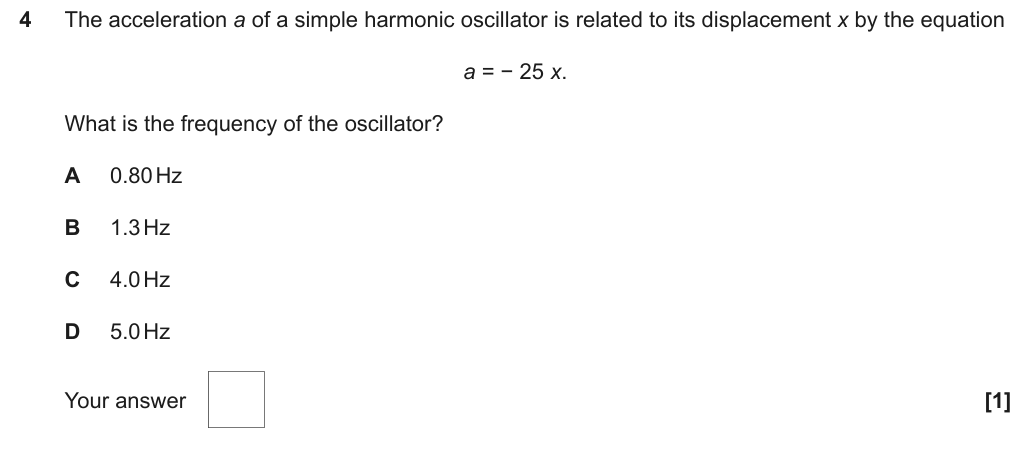 4 The acceleration a of a simple harmonic oscillator is related to its displacement x by the equation
a = − 25 x.
What is the frequency of the oscillator?
A 0.80 Hz
B 1.3 Hz
C 4.0 Hz
D 5.0 Hz
Your answer [1]